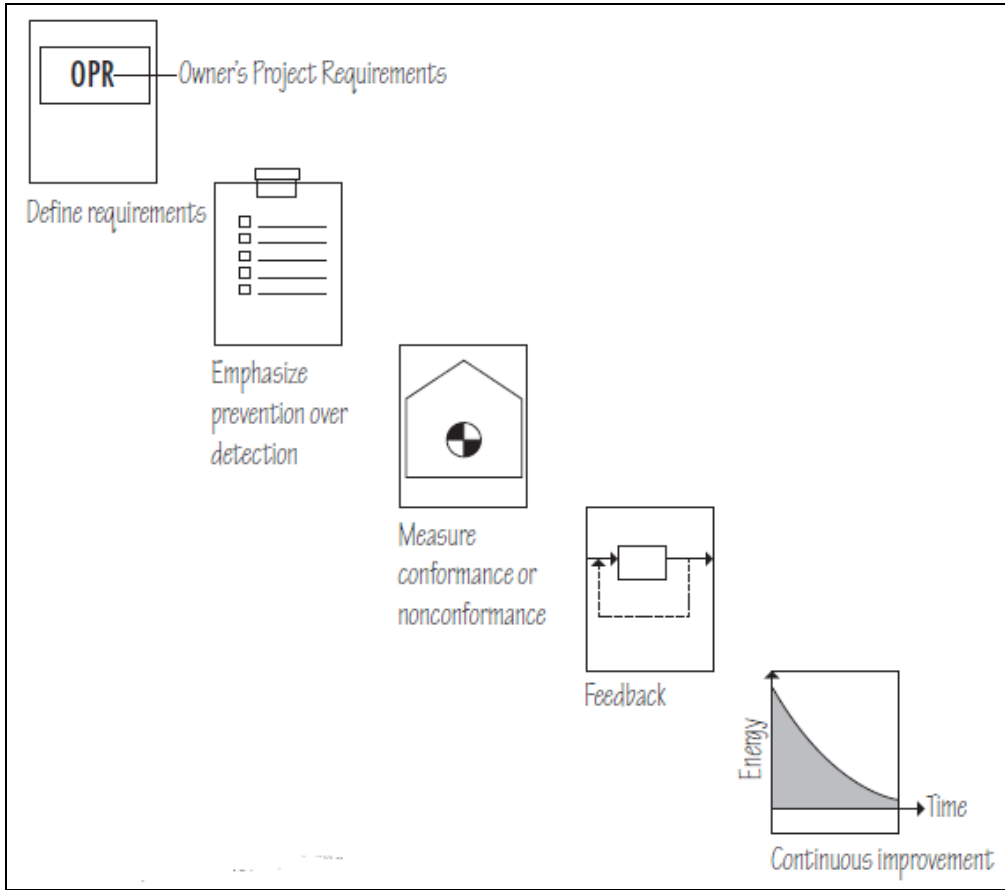 OPR
Owner's Project Requirements
Define requirements
Emphasize
prevention over
detection
Measure
conformance or
nonconformance
Feedback
Energy
Time
Continuous improvement